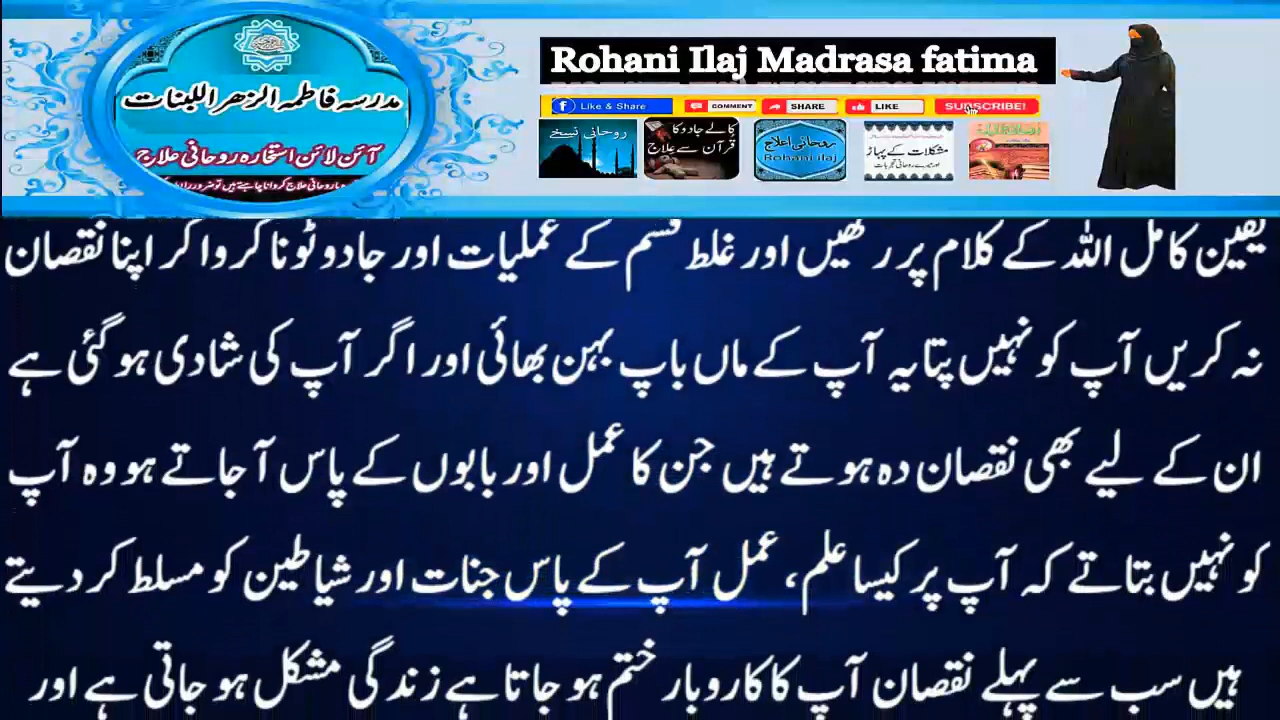 مدرسہ فاطمہ الزھرا للبنات
آئن لائن استخارہ روحانی علاج
Rohani Ilaj Madrasa fatima
Like & Share
COMMENT
SHARE
LIKE
SUBSCRIBE!
روحانی نسخ
کالے جادو کا
قرآن سے علاج
روحانی علاج
Rohani ilaj
مشکلات کے پہاڑ
یقین کامل اللہ کے کلام پر رکھیں اور غلط قسم کے عملیات اور جادو ٹونا کروا کر اپنا نقصان
نہ کریں آپ کو نہیں پتا یہ آپ کے ماں باپ بہن بھائی اور اگر آپ کی شادی ہو گئی ہے
ان کے لیے بھی نقصان دہ ہوتے ہیں جن کا عمل اور بابوں کے پاس آ جاتے ہو وہ آپ
کو نہیں بتاتے کہ آپ پر کیسا علم، عمل آپ کے پاس جنات اور شیاطین کو مسلط کر دیتے
ہیں سب سے پہلے نقصان آپ کا کاروبار ختم ہو جاتا ہے زندگی مشکل ہو جاتی ہے اور